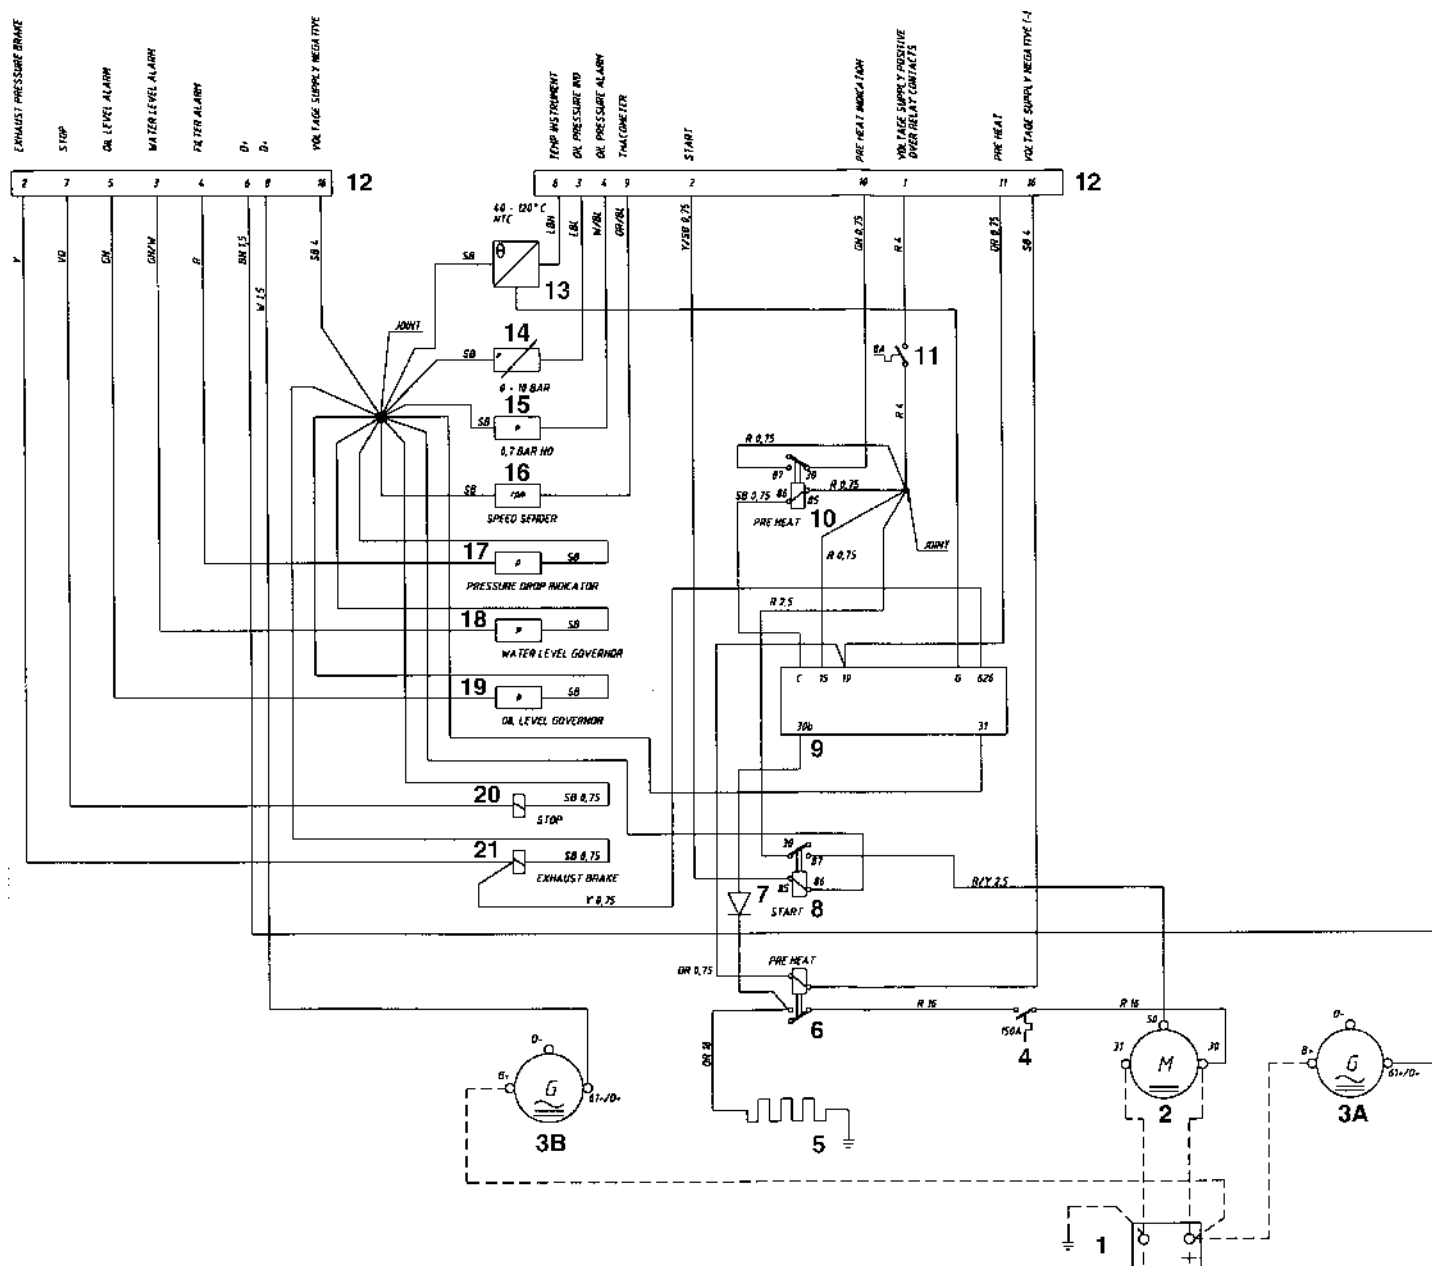 EXHAUST PRESSURE BRAKE
STOP
OIL LEVEL ALARM
WATER LEVEL ALARM
FILTER ALARM
D+
D+
VOLTAGE SUPPLY NEGATIVE
TEMP INSTRUMENT
OIL PRESSURE IND
OIL PRESSURE ALARM
THACOMETER
START
PRE HEAT INDICATION
VOLTAGE SUPPLY POSITIVE
OVER RELAY CONTACTS
PRE HEAT
VOLTAGE SUPPLY NEGATIVE (-)
2 7 5 3 4 6 8 16 12
6 3 4 9 2 10 1 11 16 12
Y
VO
GN
GN/W
R
BN 1,5
W 1,5
SB 4
40 - 120°C
NTC
LBN
LBL
W/BL
GR/BL
Y/SB 0,75
GN 0,75
R 4
OR 0,75
SB 4
SB
θ
13
JOINT
14
SB
P
0 - 10 BAR
8A
11
R 4
15
SB
P
0,7 BAR NO
R 0,75
87 30
16
SB
rpm
SPEED SENDER
SB 0,75
86 85
R 0,75
PRE HEAT
10
JOINT
R 0,75
17
SB
PRESSURE DROP INDICATOR
R 2,5
18
SB
WATER LEVEL GOVERNOR
19
P
SB
OIL LEVEL GOVERNOR
C 15 19 G 626
30b 31
9
20
SB 0,75
STOP
21
SB 0,75
EXHAUST BRAKE
Y 0,75
30 87
85 86
7
START 8
R/Y 2,5
PRE HEAT
OR 0,75
6
R 16
150A
4
R 16
OR 10
50
31 30
M
2
D-
B+
G
61+/D+
3A
D-
B+
G
61+/D+
3B
5
1
+